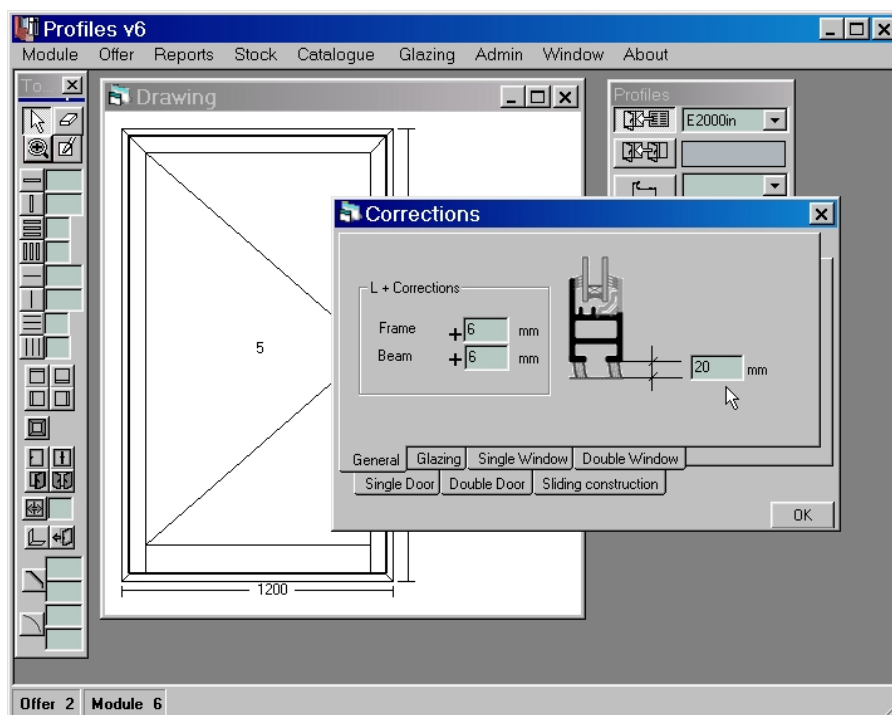 Profiles v6
Module Offer Reports Stock Catalogue Glazing Admin Window About
To...
Drawing
Profiles
E2000in
Corrections
L + Corrections
Frame +6 mm
Beam +6 mm
20 mm
5
1200
General Glazing Single Window Double Window
Single Door Double Door Sliding construction
OK
Offer 2 Module 6